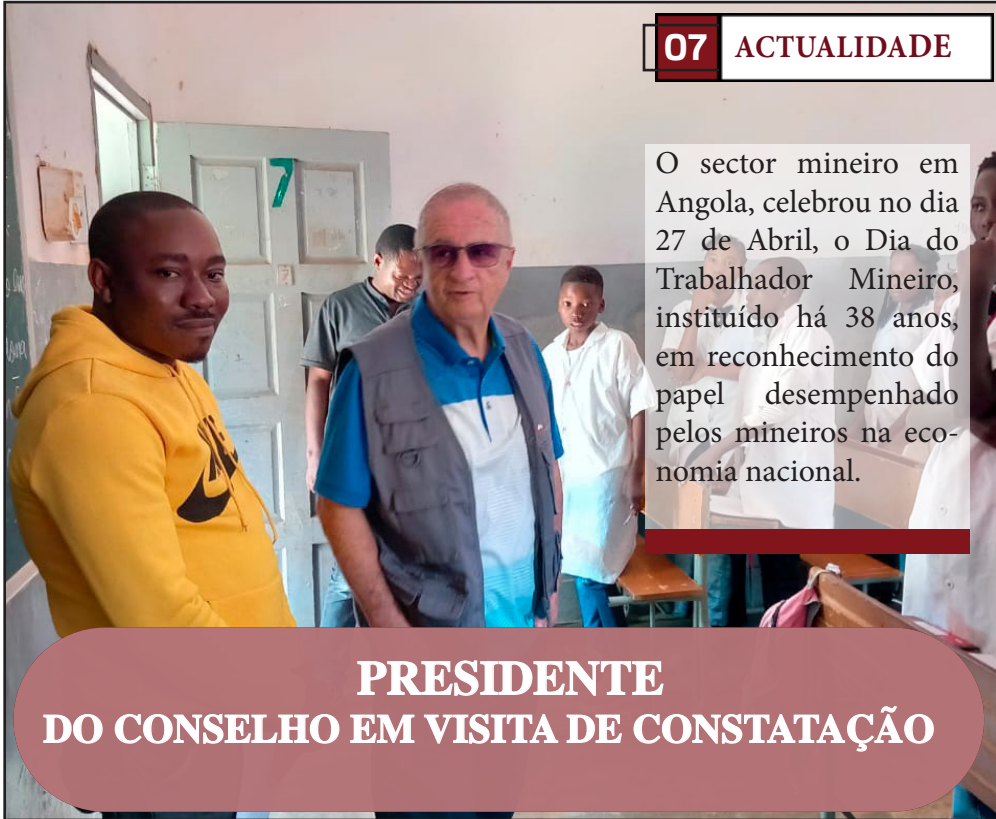 07 ACTUALIDADE
O sector mineiro em
Angola, celebrou no dia
27 de Abril, o Dia do
Trabalhador Mineiro,
instituído há 38 anos,
em reconhecimento do
papel desempenhado
pelos mineiros na eco-
nomia nacional.
7
7
PRESIDENTE
DO CONSELHO EM VISITA DE CONSTATAÇÃO